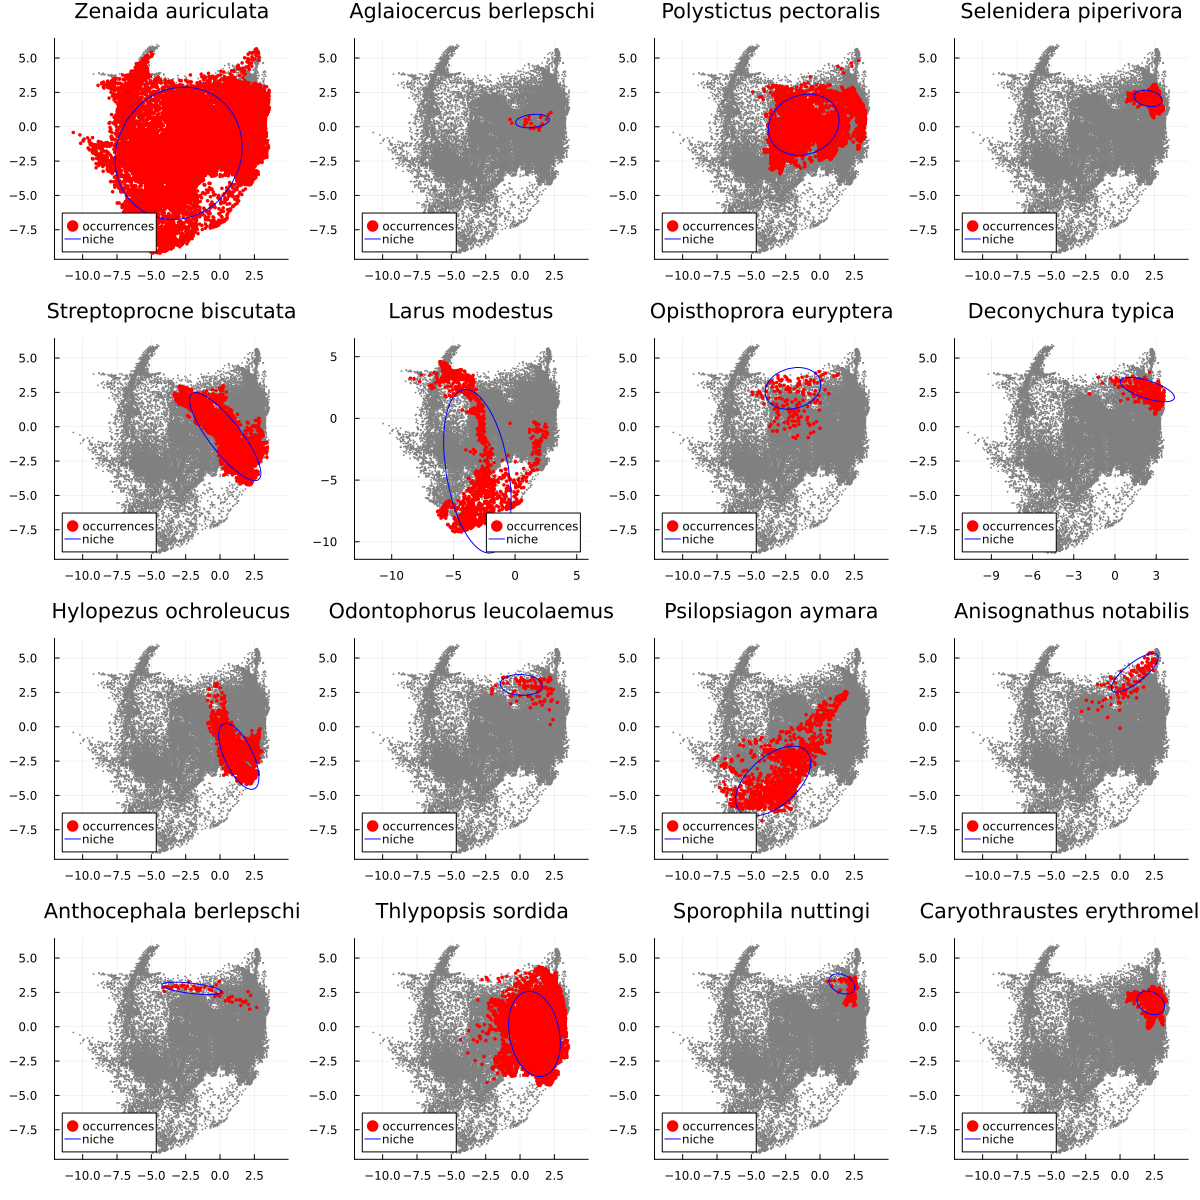 Zenaida auriculata
Aglaiocercus berlepschi
Polystictus pectoralis
Selenidera piperivora
5.0
2.5
0.0
−2.5
−5.0
−7.5
occurrences
niche
−10.0 −7.5 −5.0 −2.5 0.0 2.5
5.0
2.5
0.0
−2.5
−5.0
−7.5
occurrences
niche
−10.0 −7.5 −5.0 −2.5 0.0 2.5
5.0
2.5
0.0
−2.5
−5.0
−7.5
occurrences
niche
−10.0 −7.5 −5.0 −2.5 0.0 2.5
5.0
2.5
0.0
−2.5
−5.0
−7.5
occurrences
niche
−10.0 −7.5 −5.0 −2.5 0.0 2.5
Streptoprocne biscutata
Larus modestus
Opisthoprora euryptera
Deconychura typica
5.0
2.5
0.0
−2.5
−5.0
−7.5
occurrences
niche
−10.0 −7.5 −5.0 −2.5 0.0 2.5
5
0
−5
−10
occurrences
niche
−10 −5 0 5
5.0
2.5
0.0
−2.5
−5.0
−7.5
occurrences
niche
−10.0 −7.5 −5.0 −2.5 0.0 2.5
5.0
2.5
0.0
−2.5
−5.0
−7.5
occurrences
niche
−9 −6 −3 0 3
Hylopezus ochroleucus
Odontophorus leucolaemus
Psilopsiagon aymara
Anisognathus notabilis
5.0
2.5
0.0
−2.5
−5.0
−7.5
occurrences
niche
−10.0 −7.5 −5.0 −2.5 0.0 2.5
5.0
2.5
0.0
−2.5
−5.0
−7.5
occurrences
niche
−10.0 −7.5 −5.0 −2.5 0.0 2.5
5.0
2.5
0.0
−2.5
−5.0
−7.5
occurrences
niche
−10.0 −7.5 −5.0 −2.5 0.0 2.5
5.0
2.5
0.0
−2.5
−5.0
−7.5
occurrences
niche
−10.0 −7.5 −5.0 −2.5 0.0 2.5
Anthocephala berlepschi
Thlypopsis sordida
Sporophila nuttingi
Caryothraustes erythromel
5.0
2.5
0.0
−2.5
−5.0
−7.5
occurrences
niche
−10.0 −7.5 −5.0 −2.5 0.0 2.5
5.0
2.5
0.0
−2.5
−5.0
−7.5
occurrences
niche
−10.0 −7.5 −5.0 −2.5 0.0 2.5
5.0
2.5
0.0
−2.5
−5.0
−7.5
occurrences
niche
−10.0 −7.5 −5.0 −2.5 0.0 2.5
5.0
2.5
0.0
−2.5
−5.0
−7.5
occurrences
niche
−10.0 −7.5 −5.0 −2.5 0.0 2.5